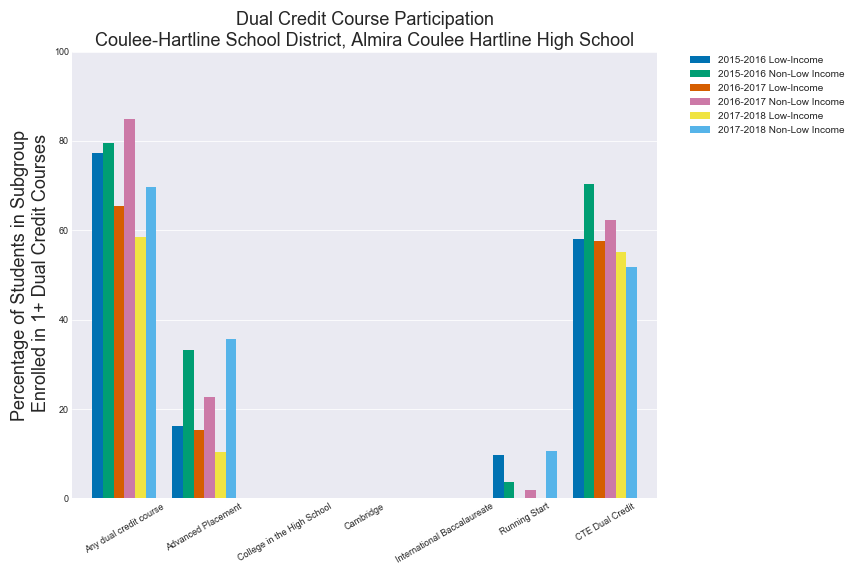 Dual Credit Course Participation
Coulee-Hartline School District, Almira Coulee Hartline High School
Percentage of Students in Subgroup
Enrolled in 1+ Dual Credit Courses
100
80
60
40
20
0
Any dual credit course
Advanced Placement
College in the High School
Cambridge
International Baccalaureate
Running Start
CTE Dual Credit
2015-2016 Low-Income
2015-2016 Non-Low Income
2016-2017 Low-Income
2016-2017 Non-Low Income
2017-2018 Low-Income
2017-2018 Non-Low Income